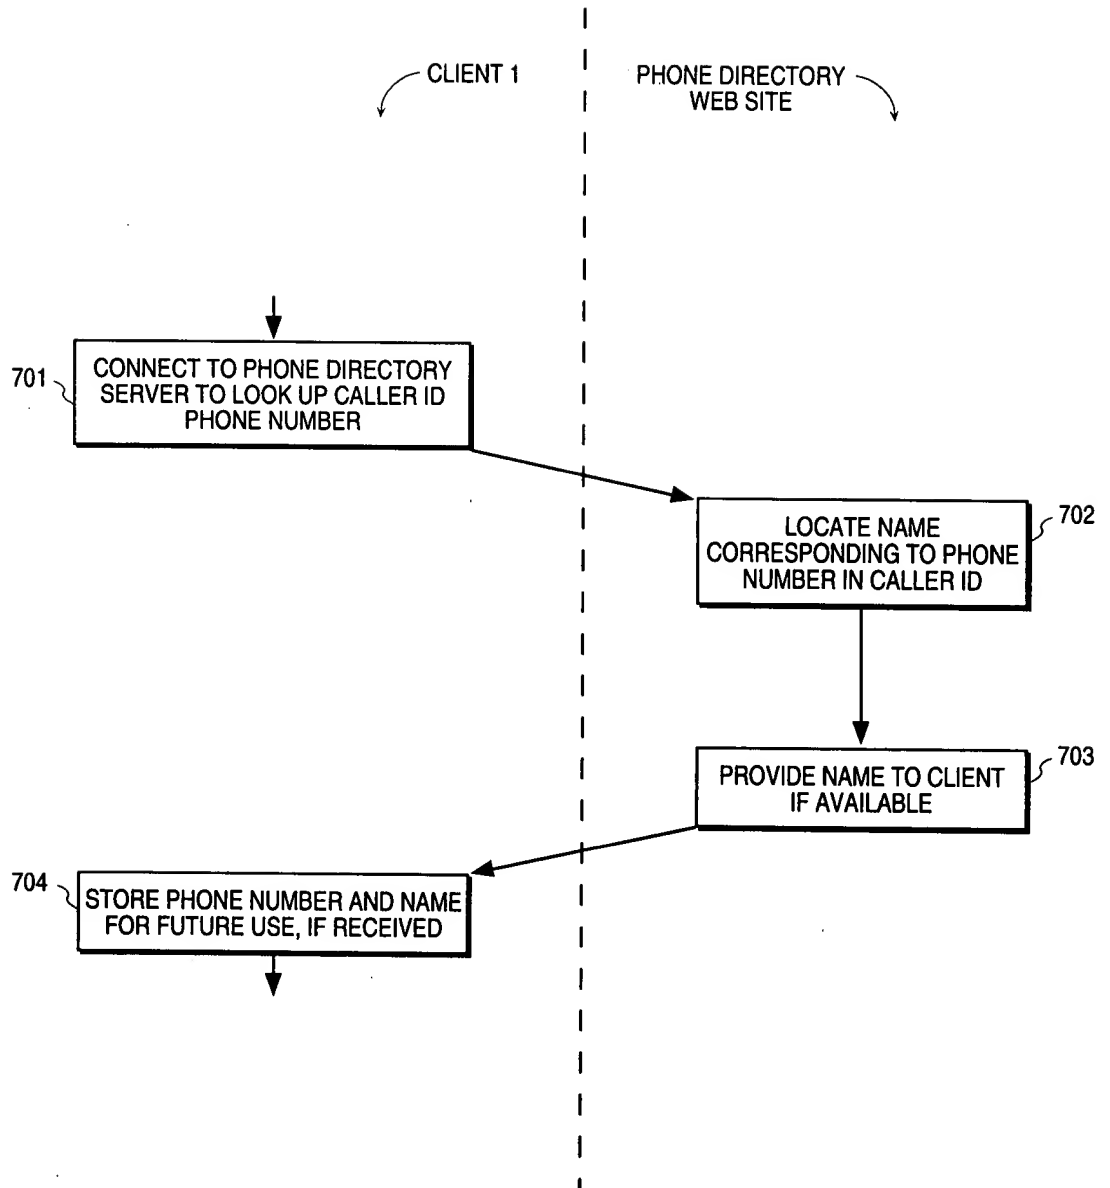 CLIENT 1
PHONE DIRECTORY
WEB SITE
701
CONNECT TO PHONE DIRECTORY
SERVER TO LOOK UP CALLER ID
PHONE NUMBER
702
LOCATE NAME
CORRESPONDING TO PHONE
NUMBER IN CALLER ID
703
PROVIDE NAME TO CLIENT
IF AVAILABLE
704
STORE PHONE NUMBER AND NAME
FOR FUTURE USE, IF RECEIVED